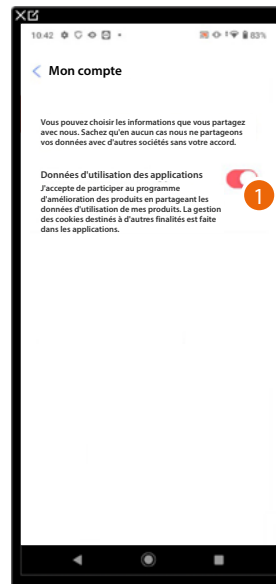 10:42
83%
Mon compte
Vous pouvez choisir les informations que vous partagez
avec nous. Sachez qu'en aucun cas nous ne partageons
vos données avec d'autres sociétés sans votre accord.
Données d'utilisation des applications
J'accepte de participer au programme
d'amélioration des produits en partageant les
données d'utilisation de mes produits. La gestion
des cookies destinés à d'autres finalités est faite
dans les applications.
1